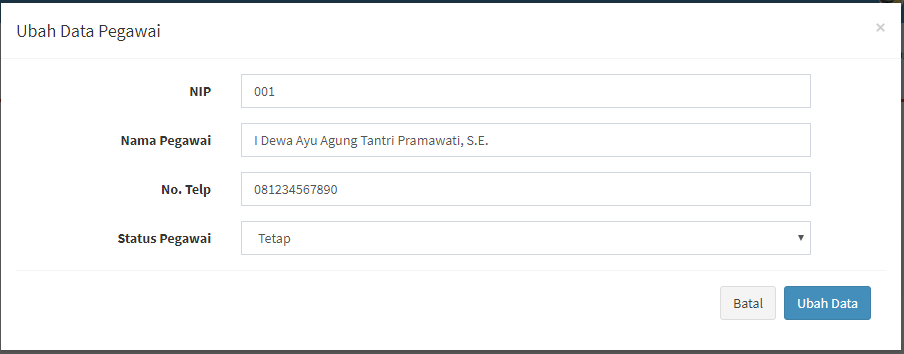 Ubah Data Pegawai ×
NIP 001
Nama Pegawai I Dewa Ayu Agung Tantri Pramawati, S.E.
No. Telp 081234567890
Status Pegawai Tetap
Batal Ubah Data